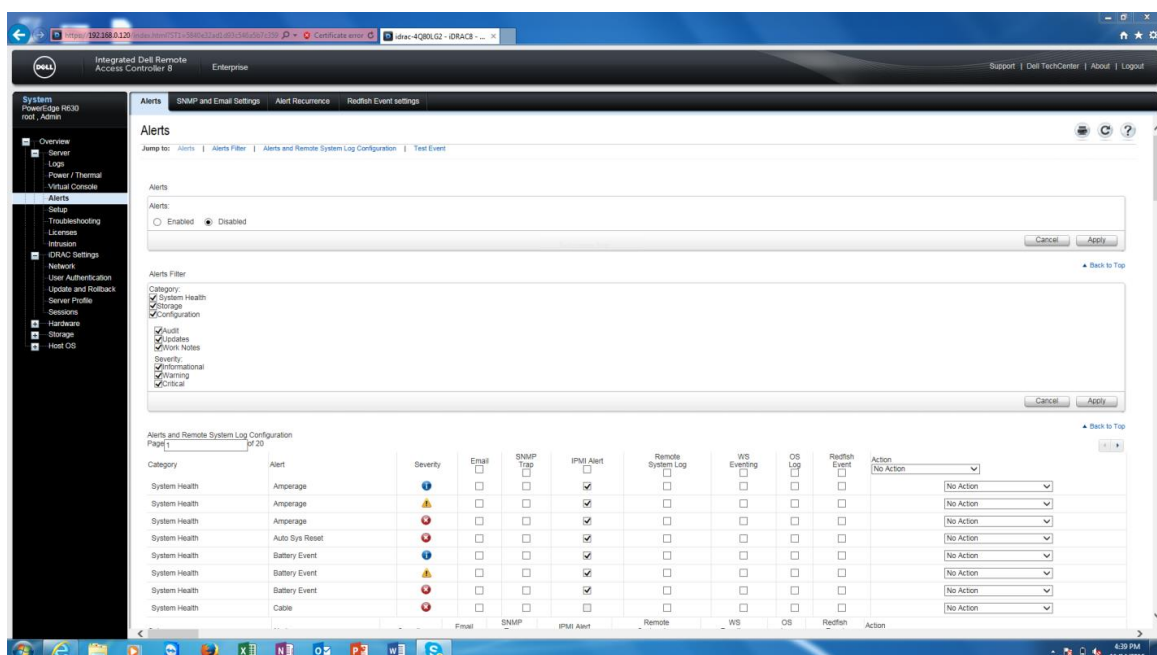 https://192.168.0.120/index.html?ST1= Certificate error idrac-4Q80LG2 - iDRAC8 - ...
DELL
Integrated Dell Remote
Access Controller 8 Enterprise
Support | Dell TechCenter | About | Logout
System
PowerEdge R630
root , Admin
Overview
Server
Logs
Power / Thermal
Virtual Console
Alerts
Setup
Troubleshooting
Licenses
Intrusion
iDRAC Settings
Network
User Authentication
Update and Rollback
Server Profile
Sessions
Hardware
Storage
Host OS
Alerts SNMP and Email Settings Alert Recurrence Redfish Event settings
Alerts
Jump to: Alerts | Alerts Filter | Alerts and Remote System Log Configuration | Test Event
Alerts
Alerts:
Enabled Disabled
Cancel Apply
Back to Top
Alerts Filter
Category:
System Health
Storage
Configuration
Audit
Updates
Work Notes
Severity:
Informational
Warning
Critical
Cancel Apply
Back to Top
Alerts and Remote System Log Configuration
Page 1 of 20
Category Alert Severity Email SNMP Trap IPMI Alert Remote System Log WS Eventing OS Log Redfish Event Action
No Action
System Health Amperage No Action
System Health Amperage No Action
System Health Amperage No Action
System Health Auto Sys Reset No Action
System Health Battery Event No Action
System Health Battery Event No Action
System Health Battery Event No Action
System Health Cable No Action
Email SNMP IPMI Alert Remote WS OS Redfish Action
4:39 PM